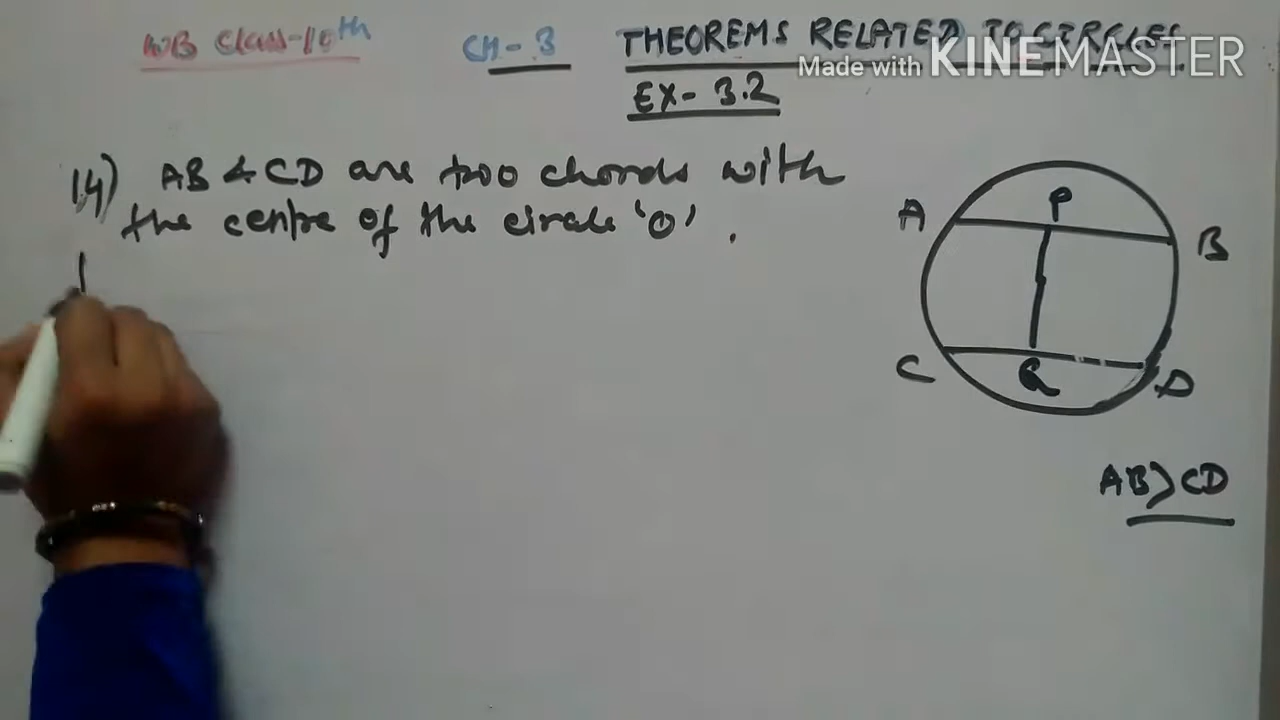 WB Class-10th CH-3 THEOREMS RELATED TO CIRCLES
Made with KINEMASTER
EX-3.2
14) AB & CD are two chords with
the centre of the circle 'O'.
A P B
C Q D
AB>CD